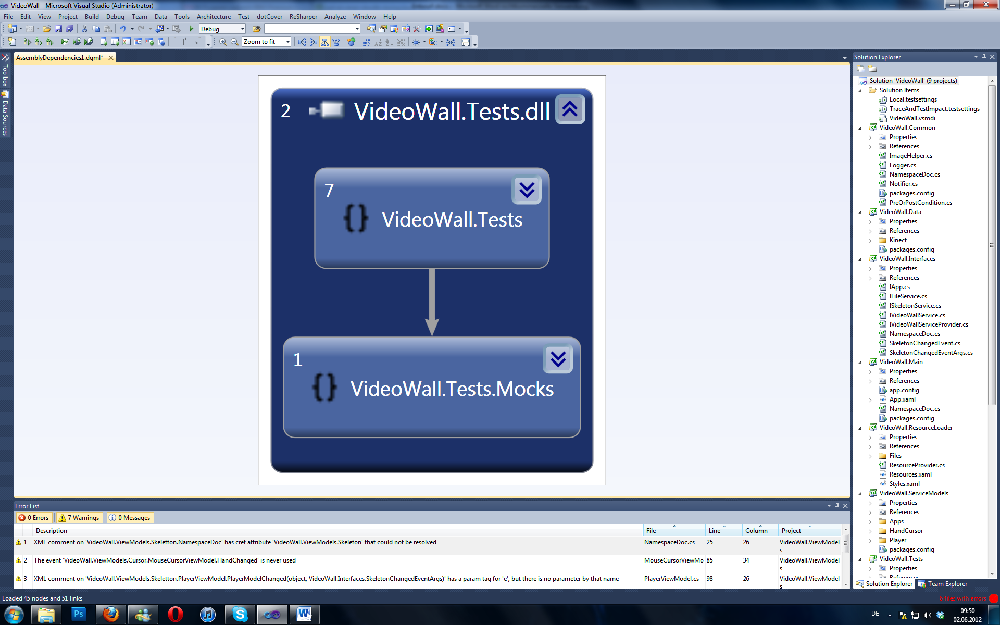 VideoWall - Microsoft Visual Studio (Administrator)
File Edit View Project Build Debug Team Data Tools Architecture Test dotCover ReSharper Analyze Window Help
Debug
Zoom to fit
Toolbox
Data Sources
AssemblyDependencies1.dgml*
2 VideoWall.Tests.dll
7
{} VideoWall.Tests
1
{} VideoWall.Tests.Mocks
Solution Explorer
Solution 'VideoWall' (9 projects)
Solution Items
Local.testsettings
TraceAndTestImpact.testsettings
VideoWall.vsmdi
VideoWall.Common
Properties
References
ImageHelper.cs
Logger.cs
NamespaceDoc.cs
Notifier.cs
packages.config
PreOrPostCondition.cs
VideoWall.Data
Properties
References
Kinect
packages.config
VideoWall.Interfaces
Properties
References
IApp.cs
IFileService.cs
ISkeletonService.cs
IVideoWallService.cs
IVideoWallServiceProvider.cs
NamespaceDoc.cs
SkeletonChangedEvent.cs
SkeletonChangedEventArgs.cs
VideoWall.Main
Properties
References
app.config
App.xaml
NamespaceDoc.cs
packages.config
VideoWall.ResourceLoader
Properties
References
Files
ResourceProvider.cs
Resources.xaml
Styles.xaml
VideoWall.ServiceModels
Properties
References
Apps
HandCursor
Player
packages.config
VideoWall.Tests
Properties
References
Solution Explorer Team Explorer
Error List
0 Errors 7 Warnings 0 Messages
Description File Line Column Project
1 XML comment on 'VideoWall.ViewModels.Skeletton.NamespaceDoc' has cref attribute 'VideoWall.ViewModels.Skeleton' that could not be resolved NamespaceDoc.cs 25 26 VideoWall.ViewModel
s
2 The event 'VideoWall.ViewModels.Cursor.MouseCursorViewModel.HandChanged' is never used MouseCursorViewMo 85 34 VideoWall.ViewModel
s
3 XML comment on 'VideoWall.ViewModels.Skeletton.PlayerViewModel.PlayerModelChanged(object, VideoWall.Interfaces.SkeletonChangedEventArgs)' has a param tag for 'e', but there is no parameter by that name PlayerViewModel.cs 98 26 VideoWall.ViewModel
s
Loaded 45 nodes and 51 links
6 files with errors
Ps
DE
09:50
02.06.2012